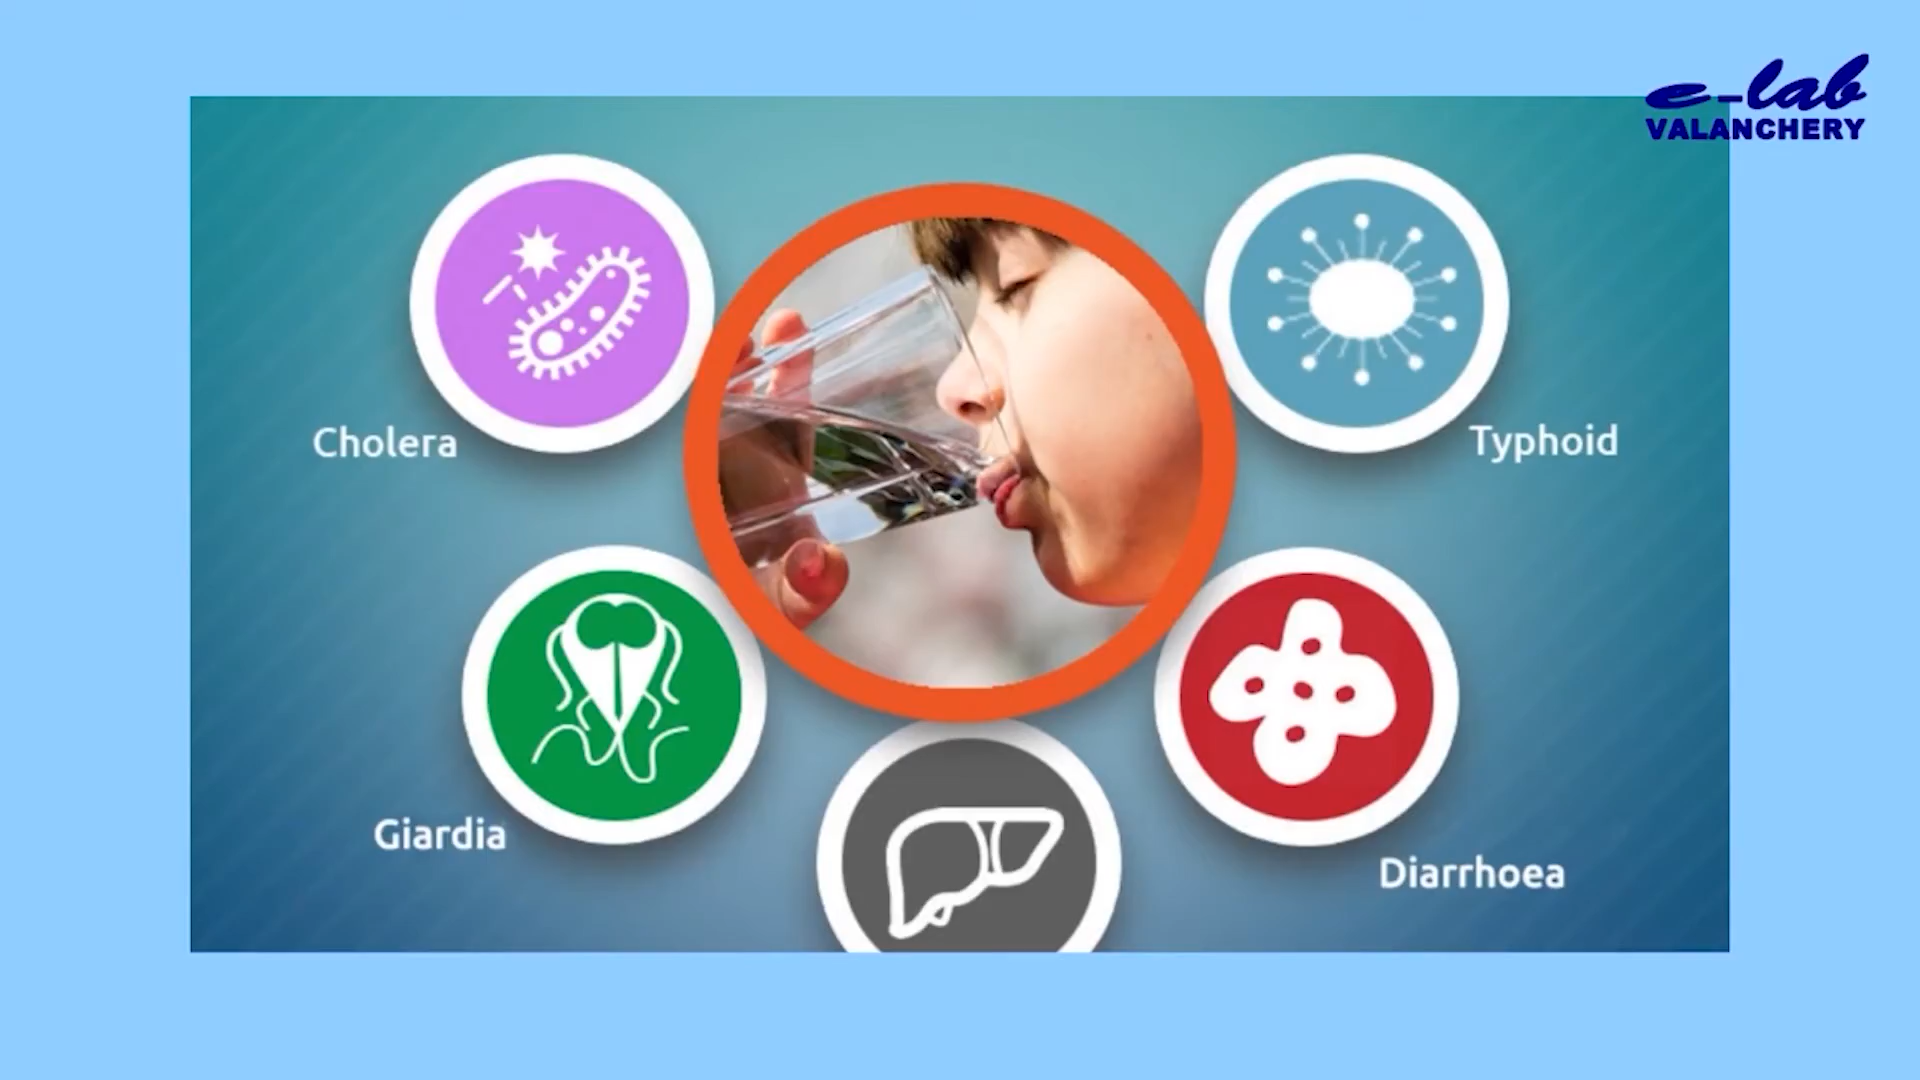 e-lab
VALANCHERY
Cholera
Typhoid
Giardia
Diarrhoea